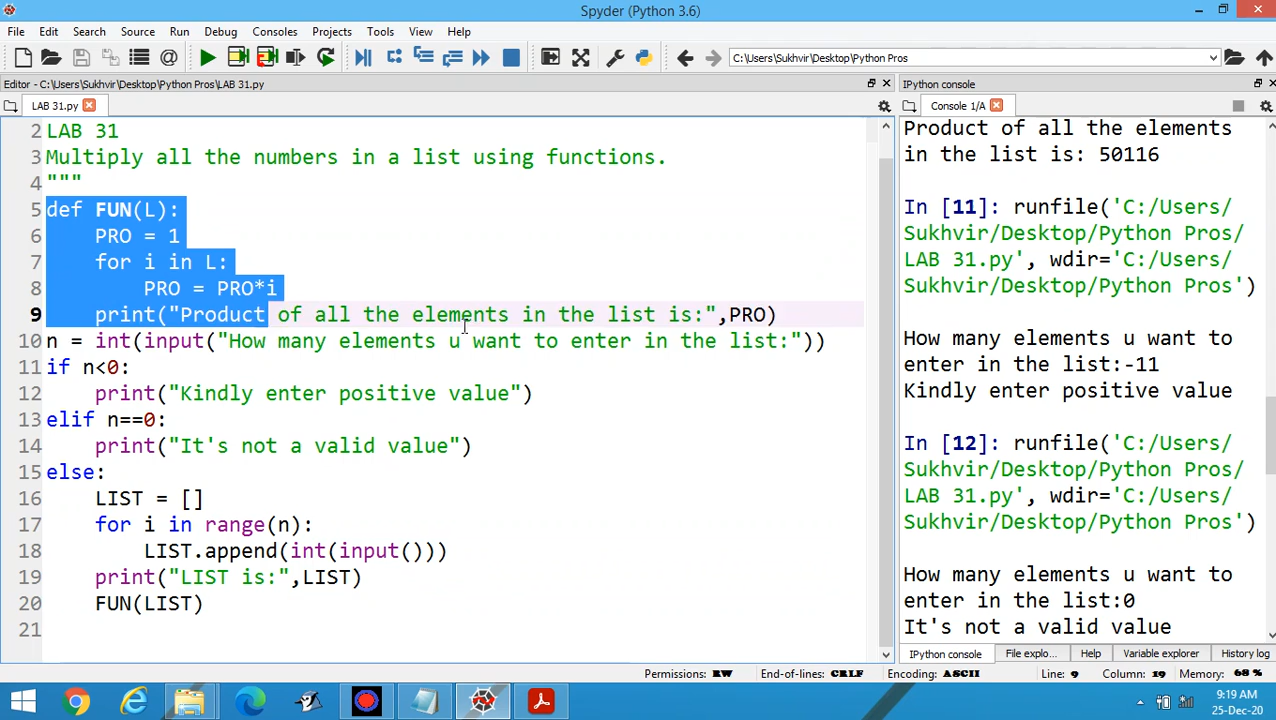 Spyder (Python 3.6)
File Edit Search Source Run Debug Consoles Projects Tools View Help
C:\Users\Sukhvir\Desktop\Python Pros
Editor - C:\Users\Sukhvir\Desktop\Python Pros\LAB 31.py
LAB 31.py
2 LAB 31
3 Multiply all the numbers in a list using functions.
4 """
5 def FUN(L):
6 PRO = 1
7 for i in L:
8 PRO = PRO*i
9 print("Product of all the elements in the list is:",PRO)
10 n = int(input("How many elements u want to enter in the list:"))
11 if n<0:
12 print("Kindly enter positive value")
13 elif n==0:
14 print("It's not a valid value")
15 else:
16 LIST = []
17 for i in range(n):
18 LIST.append(int(input()))
19 print("LIST is:",LIST)
20 FUN(LIST)
21
IPython console
Console 1/A
Product of all the elements
in the list is: 50116
In [11]: runfile('C:/Users/
Sukhvir/Desktop/Python Pros/
LAB 31.py', wdir='C:/Users/
Sukhvir/Desktop/Python Pros')
How many elements u want to
enter in the list:-11
Kindly enter positive value
In [12]: runfile('C:/Users/
Sukhvir/Desktop/Python Pros/
LAB 31.py', wdir='C:/Users/
Sukhvir/Desktop/Python Pros')
How many elements u want to
enter in the list:0
It's not a valid value
IPython console File explo... Help Variable explorer History log
Permissions: RW End-of-lines: CRLF Encoding: ASCII Line: 9 Column: 19 Memory: 68 %
9:19 AM
25-Dec-20